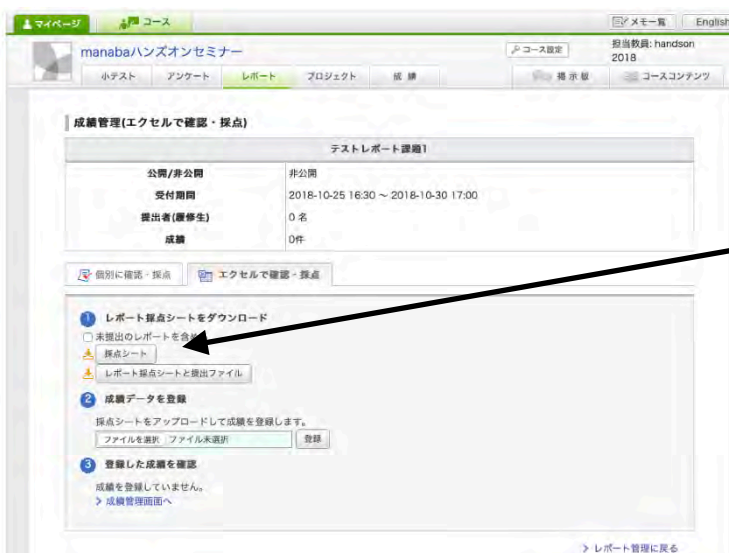 マイページ
コース
メモ一覧
English
manabaハンズオンセミナー
コース設定
担当教員: handson
2018
小テスト
アンケート
レポート
プロジェクト
成績
掲示板
コースコンテンツ
成績管理(エクセルで確認・採点)
テストレポート課題1
公開/非公開 非公開
受付期間 2018-10-25 16:30 ～ 2018-10-30 17:00
提出者(履修生) 0 名
成績 0件
個別に確認・採点
エクセルで確認・採点
1 レポート採点シートをダウンロード
未提出のレポートを含め
採点シート
レポート採点シートと提出ファイル
2 成績データを登録
採点シートをアップロードして成績を登録します。
ファイルを選択 ファイル未選択 登録
3 登録した成績を確認
成績を登録していません。
> 成績管理画面へ
> レポート管理に戻る